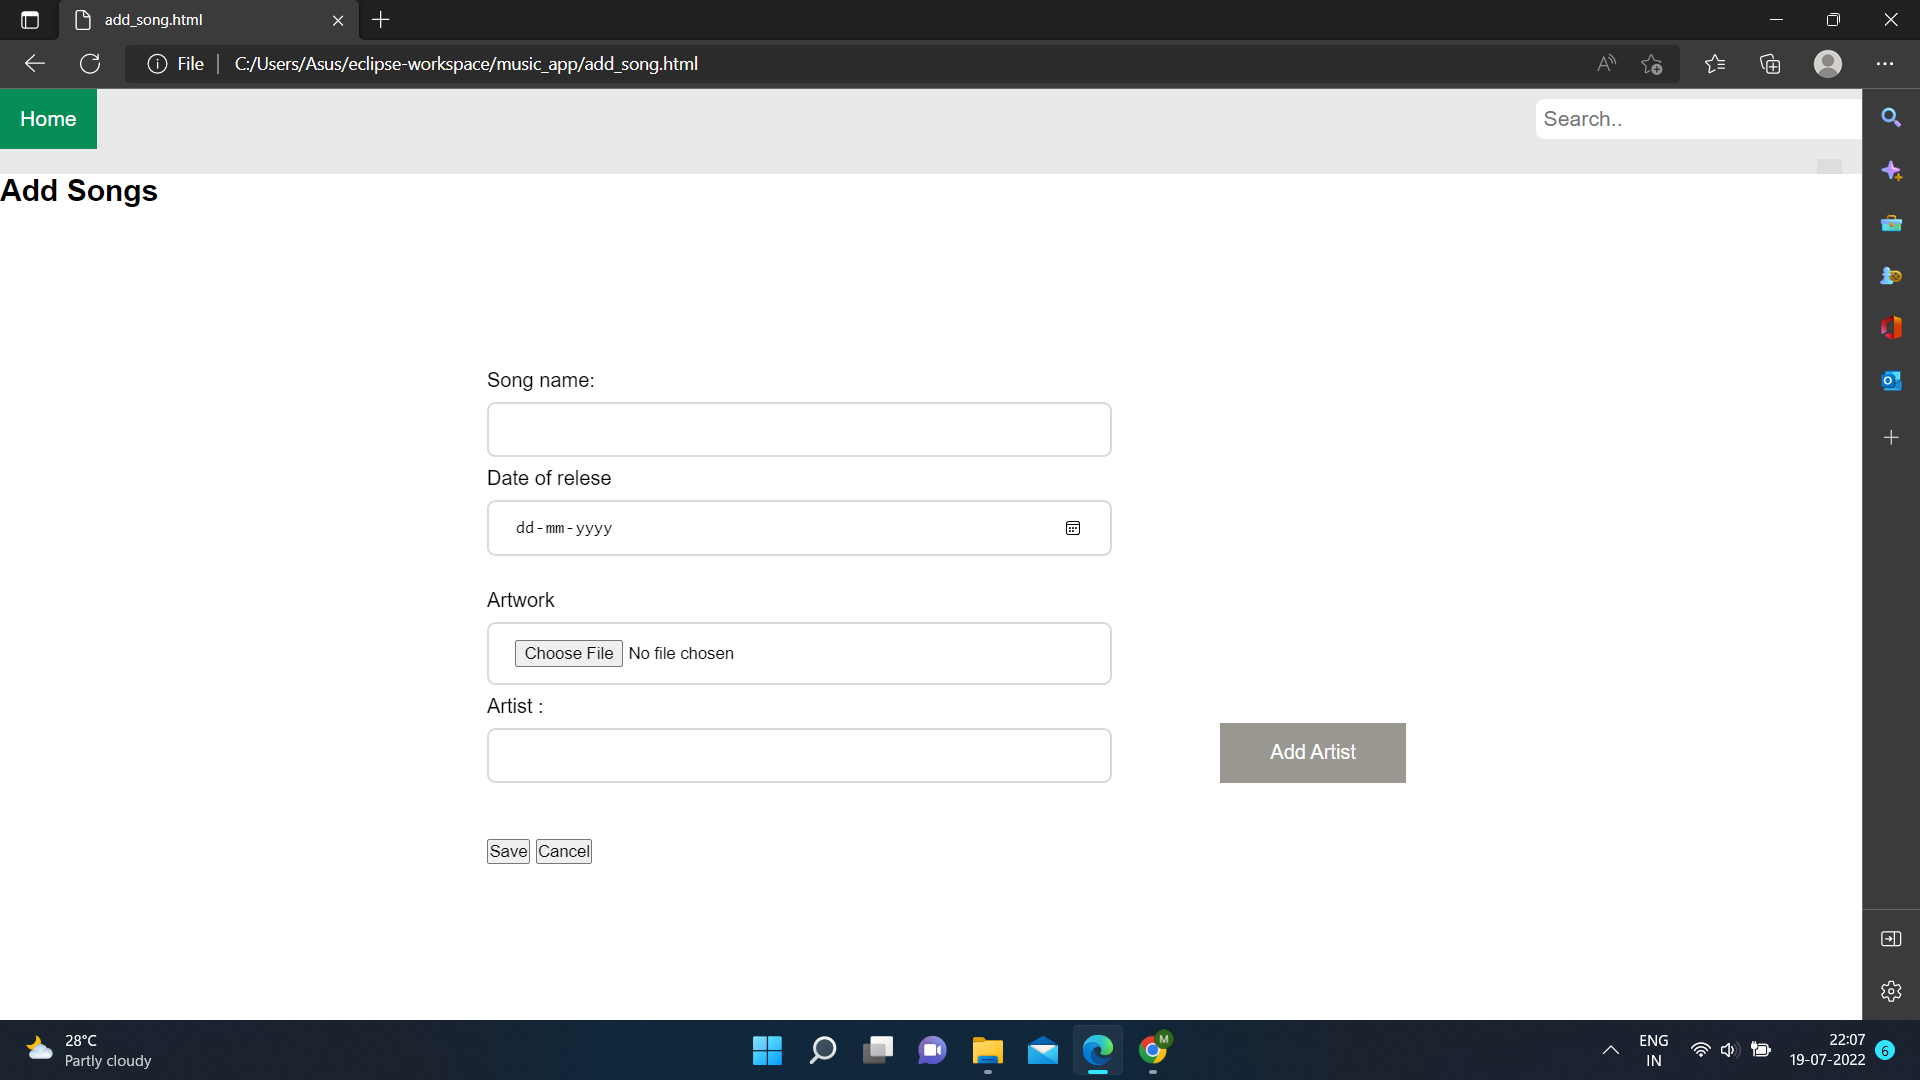 add_song.html
File
C:/Users/Asus/eclipse-workspace/music_app/add_song.html
Home
Search..
Add Songs
Song name:
Date of relese
dd-mm-yyyy
Artwork
Choose File No file chosen
Artist :
Add Artist
Save Cancel
28°C
Partly cloudy
M
ENG
IN
22:07
19-07-2022
6